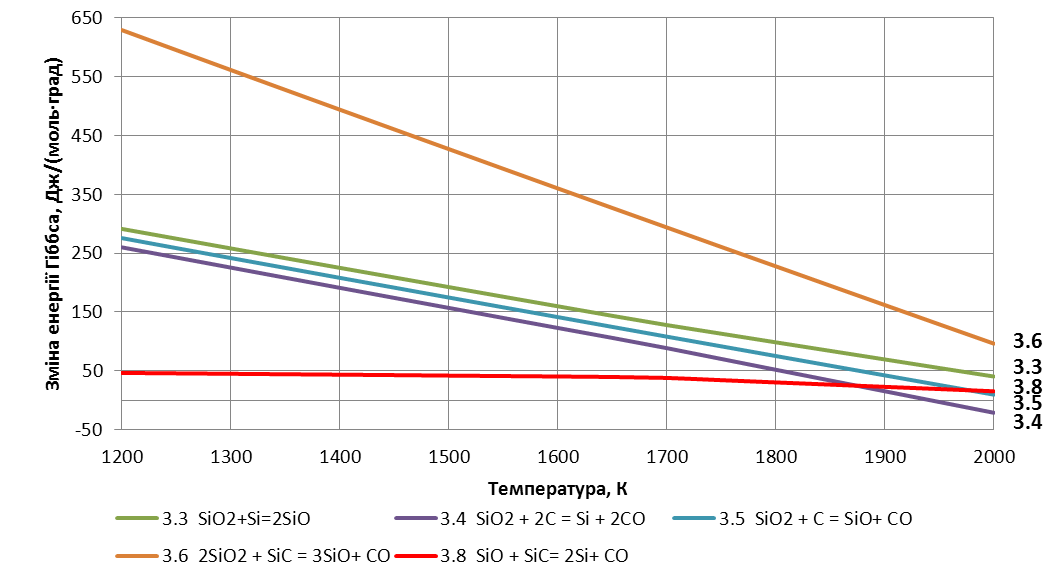 Зміна енергії Гіббса, Дж/(моль·град)
650
550
450
350
250
150
50
-50
1200 1300 1400 1500 1600 1700 1800 1900 2000
3.6
3.3
3.8
3.5
3.4
Температура, К
3.3 SiO2+Si=2SiO
3.4 SiO2 + 2C = Si + 2CO
3.5 SiO2 + C = SiO+ CO
3.6 2SiO2 + SiC = 3SiO+ CO
3.8 SiO + SiC= 2Si+ CO